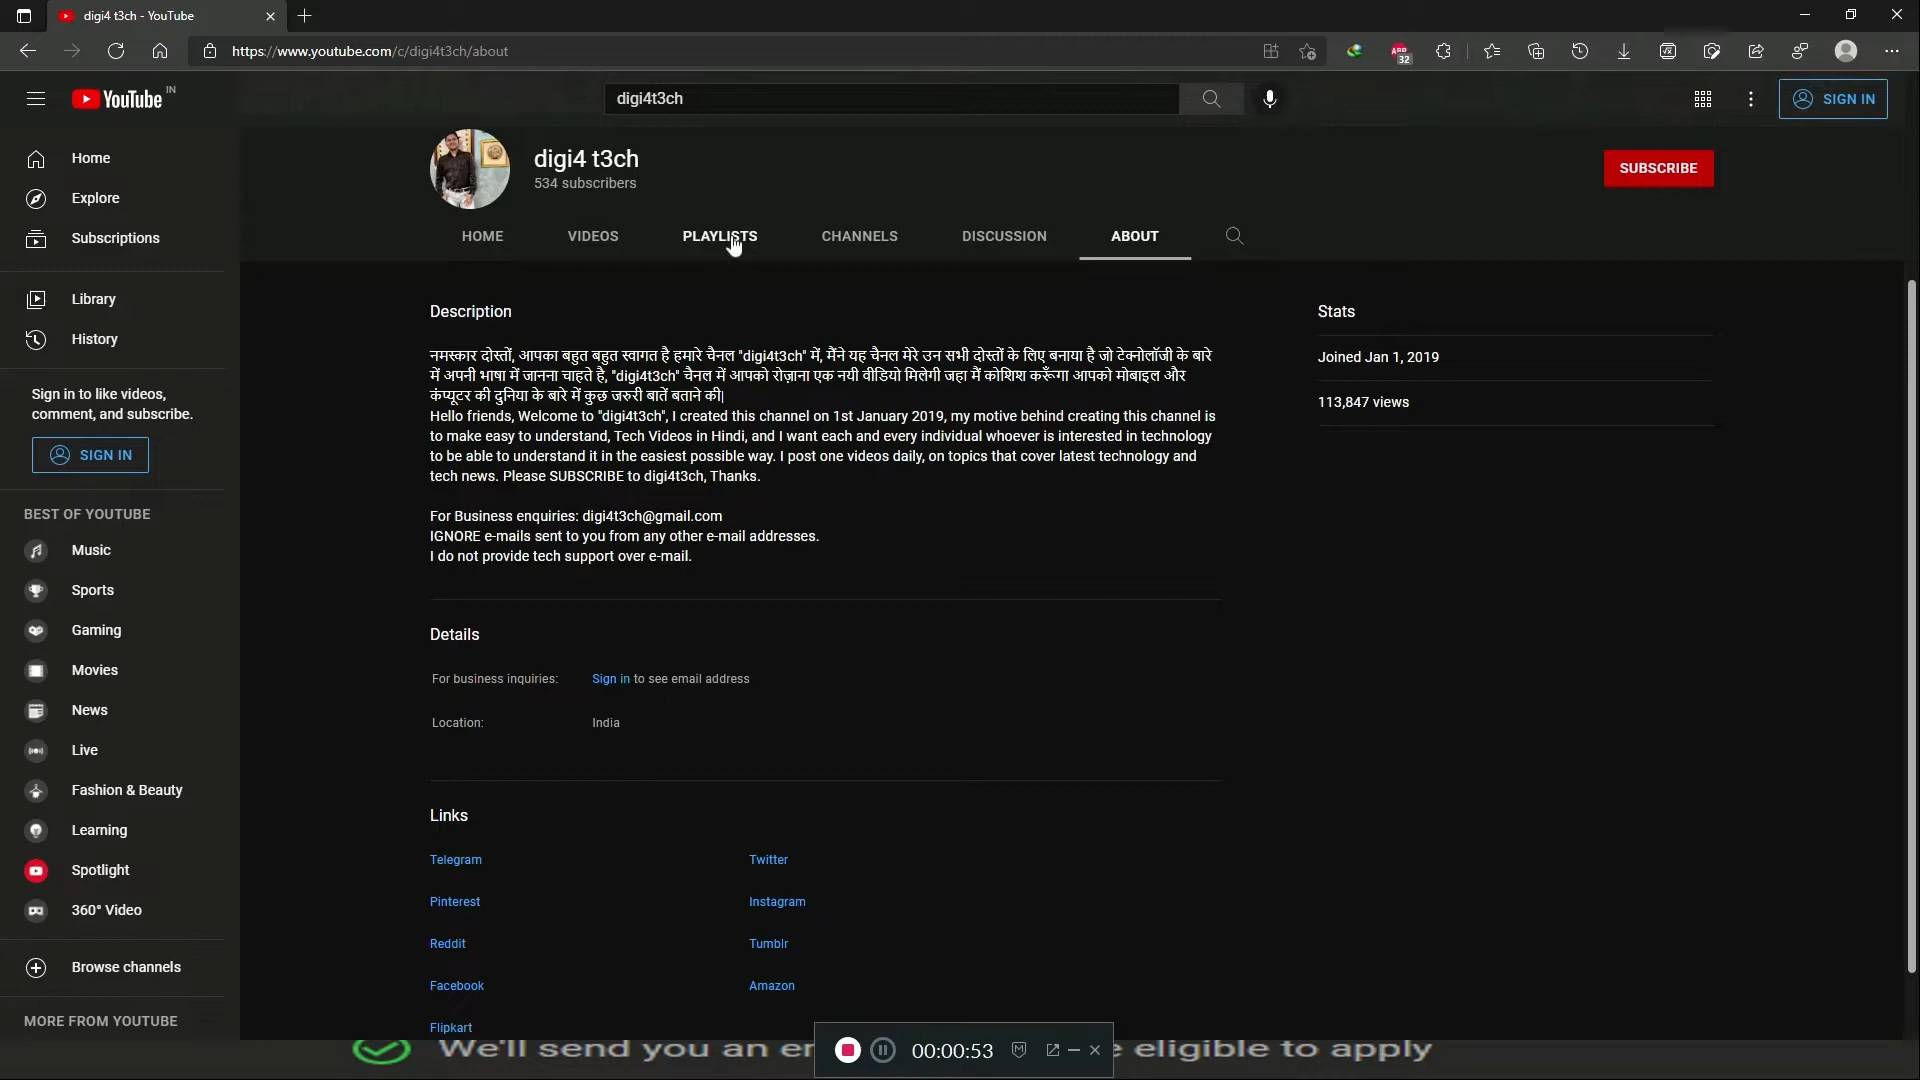 digi4 t3ch - YouTube
https://www.youtube.com/c/digi4t3ch/about
32
YouTube IN
digi4t3ch
SIGN IN
Home
Explore
Subscriptions
Library
History
Sign in to like videos,
comment, and subscribe.
SIGN IN
BEST OF YOUTUBE
Music
Sports
Gaming
Movies
News
Live
Fashion & Beauty
Learning
Spotlight
360° Video
Browse channels
MORE FROM YOUTUBE
digi4 t3ch
534 subscribers
SUBSCRIBE
HOME VIDEOS PLAYLISTS CHANNELS DISCUSSION ABOUT
Description
नमस्कार दोस्तों, आपका बहुत बहुत स्वागत है हमारे चैनल "digi4t3ch" में, मैंने यह चैनल मेरे उन सभी दोस्तों के लिए बनाया है जो टेक्नोलॉजी के बारे
में अपनी भाषा में जानना चाहते है, "digi4t3ch" चैनल में आपको रोज़ाना एक नयी वीडियो मिलेगी जहा मैं कोशिश करूँगा आपको मोबाइल और
कंप्यूटर की दुनिया के बारे में कुछ जरुरी बातें बताने की|
Hello friends, Welcome to "digi4t3ch", I created this channel on 1st January 2019, my motive behind creating this channel is
to make easy to understand, Tech Videos in Hindi, and I want each and every individual whoever is interested in technology
to be able to understand it in the easiest possible way. I post one videos daily, on topics that cover latest technology and
tech news. Please SUBSCRIBE to digi4t3ch, Thanks.
For Business enquiries: digi4t3ch@gmail.com
IGNORE e-mails sent to you from any other e-mail addresses.
I do not provide tech support over e-mail.
Details
For business inquiries: Sign in to see email address
Location: India
Links
Telegram Twitter
Pinterest Instagram
Reddit Tumblr
Facebook Amazon
Flipkart
Stats
Joined Jan 1, 2019
113,847 views
We'll send you an eligible to apply
00:00:53